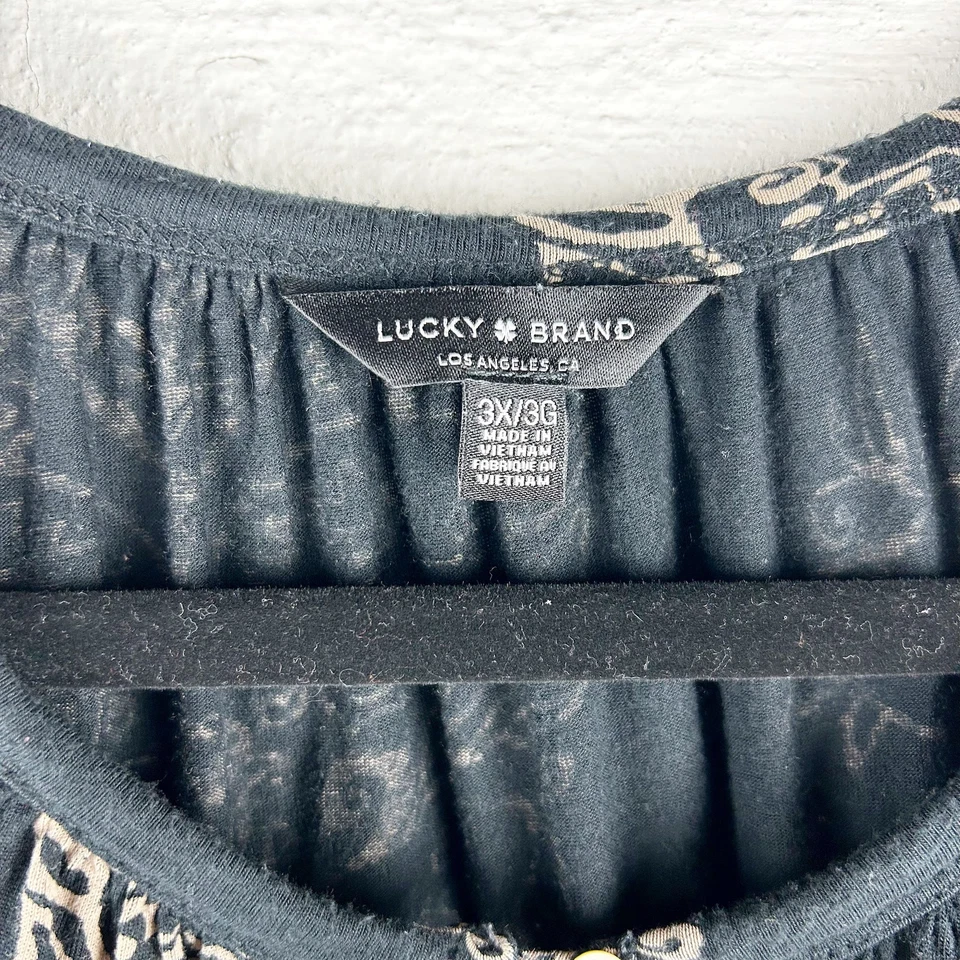 LUCKY BRAND
LOS ANGELES, CA
3X/3G
MADE IN
VIETNAM
FABRIQUE AU
VIETNAM